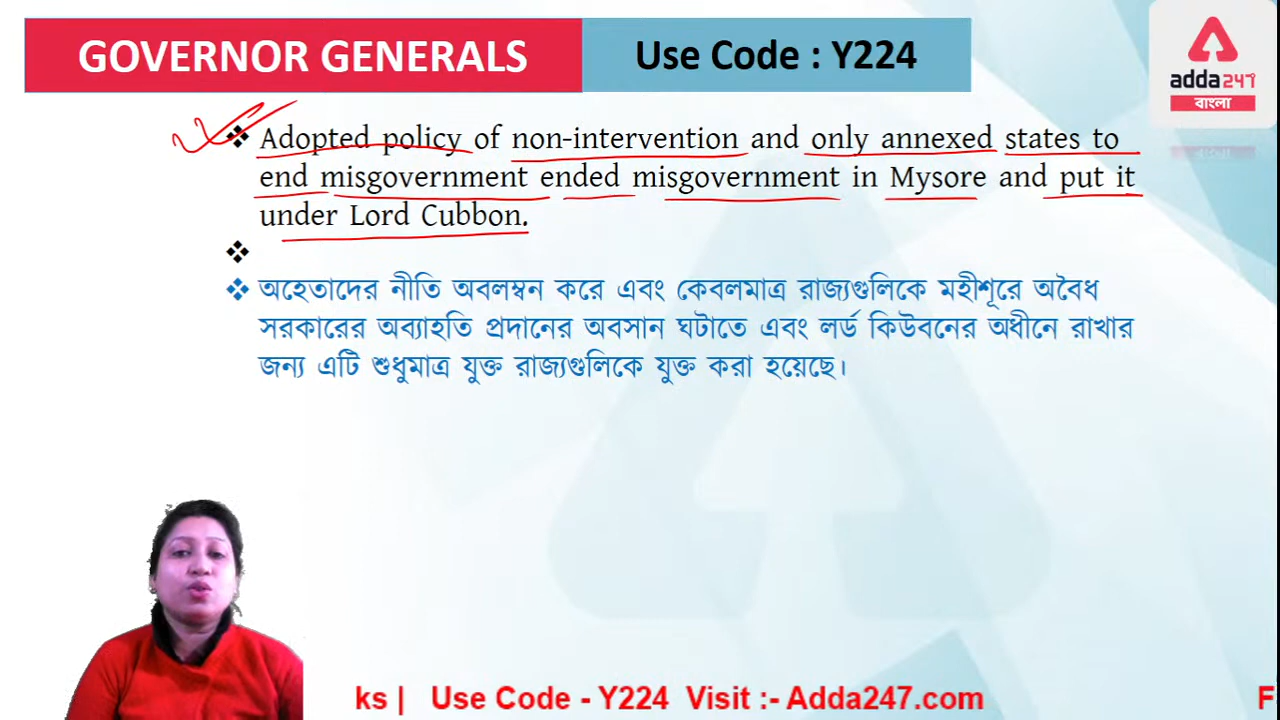 GOVERNOR GENERALS
Use Code : Y224
adda247
বাংলা
Adopted policy of non-intervention and only annexed states to
end misgovernment ended misgovernment in Mysore and put it
under Lord Cubbon.
অহেতাদের নীতি অবলম্বন করে এবং কেবলমাত্র রাজ্যগুলিকে মহীশূরে অবৈধ
সরকারের অব্যাহতি প্রদানের অবসান ঘটাতে এবং লর্ড কিউবনের অধীনে রাখার
জন্য এটি শুধুমাত্র যুক্ত রাজ্যগুলিকে যুক্ত করা হয়েছে।
ks | Use Code - Y224 Visit :- Adda247.com F